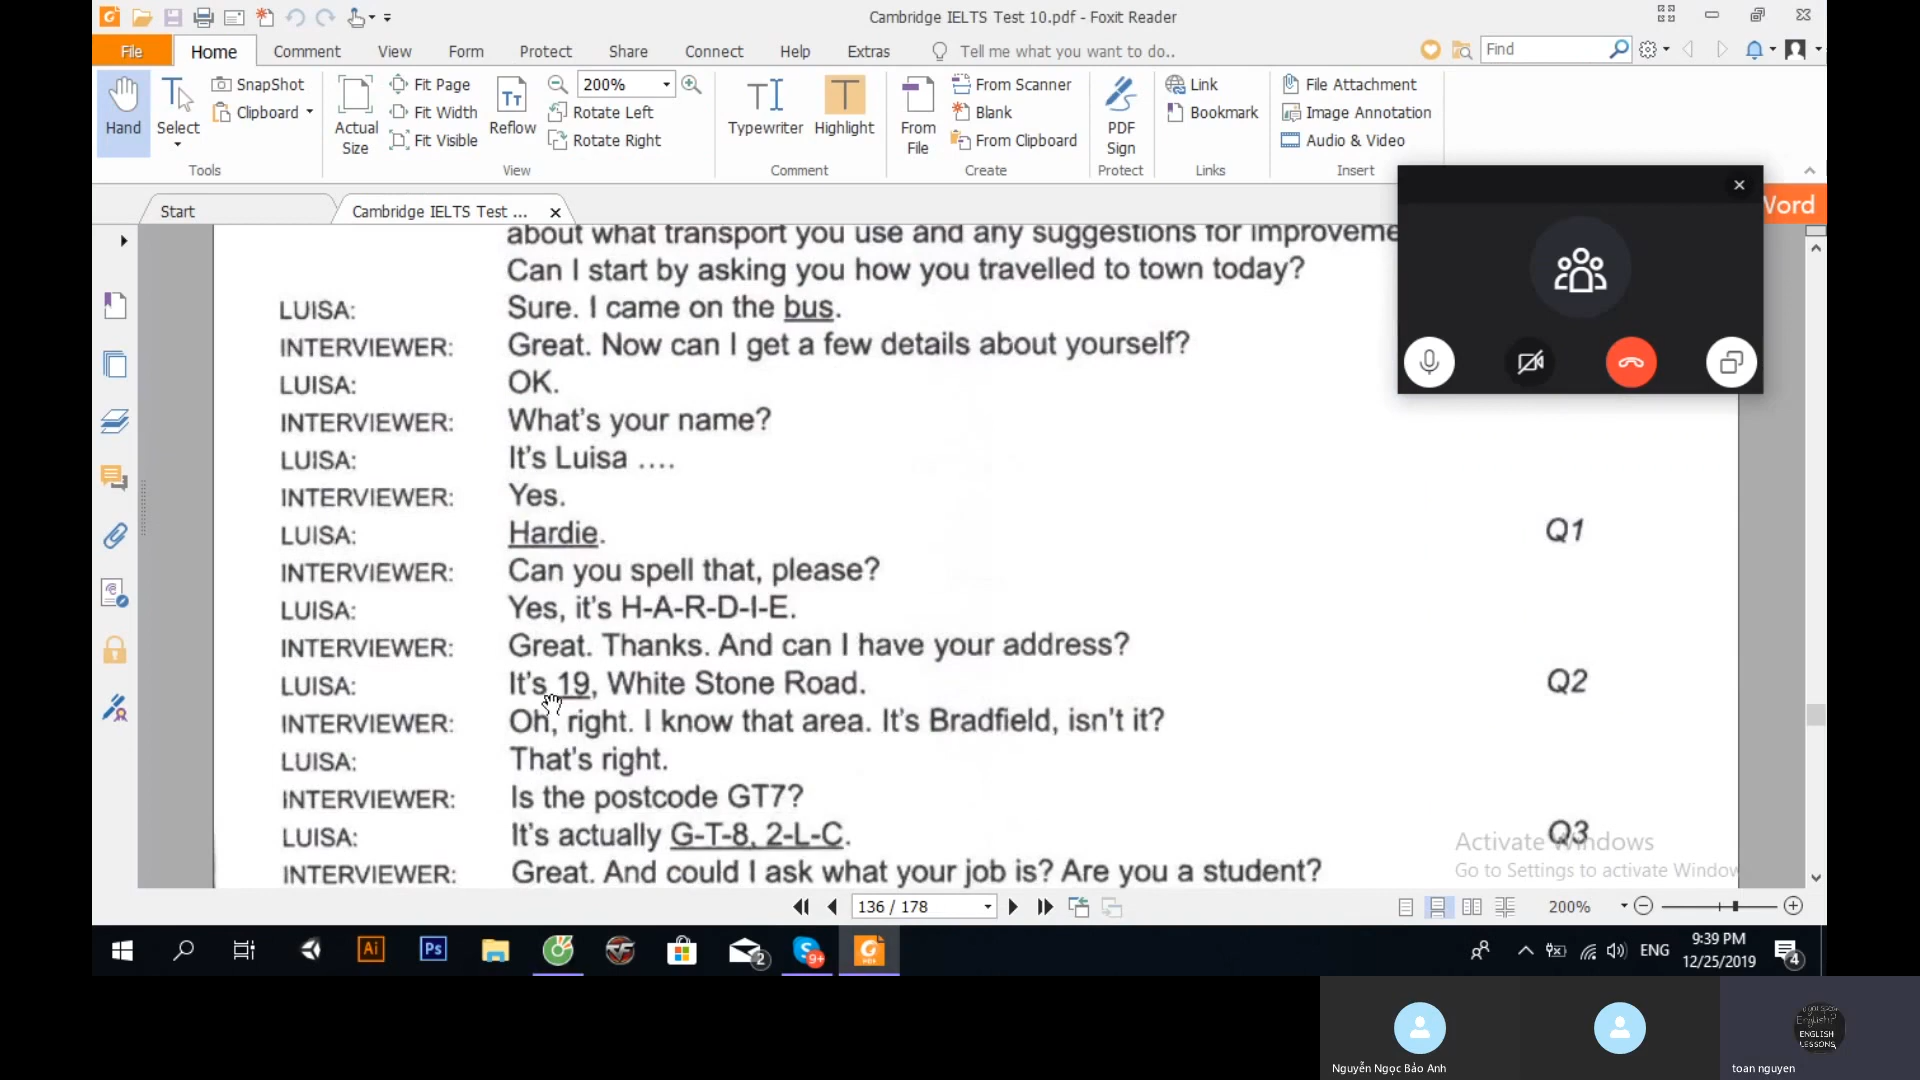 Cambridge IELTS Test 10.pdf - Foxit Reader
File Home Comment View Form Protect Share Connect Help Extras Tell me what you want to do.. Find
Hand
Select
SnapShot
Clipboard
Tools
Actual Size
Fit Page
Fit Width
Fit Visible
Reflow
200%
Rotate Left
Rotate Right
View
Typewriter
Highlight
Comment
From File
From Scanner
Blank
From Clipboard
Create
PDF Sign
Protect
Link
Bookmark
Links
File Attachment
Image Annotation
Audio & Video
Insert
Start
Cambridge IELTS Test ...
Word
about what transport you use and any suggestions for improveme
Can I start by asking you how you travelled to town today?
LUISA: Sure. I came on the bus.
INTERVIEWER: Great. Now can I get a few details about yourself?
LUISA: OK.
INTERVIEWER: What's your name?
LUISA: It's Luisa ....
INTERVIEWER: Yes.
LUISA: Hardie. Q1
INTERVIEWER: Can you spell that, please?
LUISA: Yes, it's H-A-R-D-I-E.
INTERVIEWER: Great. Thanks. And can I have your address?
LUISA: It's 19, White Stone Road. Q2
INTERVIEWER: Oh, right. I know that area. It's Bradfield, isn't it?
LUISA: That's right.
INTERVIEWER: Is the postcode GT7?
LUISA: It's actually G-T-8, 2-L-C. Q3
INTERVIEWER: Great. And could I ask what your job is? Are you a student?
Activate Windows
Go to Settings to activate Window
136 / 178
200%
Ai
Ps
2
9+
ENG
9:39 PM
12/25/2019
4
Nguyễn Ngọc Bảo Anh
English
ENGLISH
LESSONS
toan nguyen